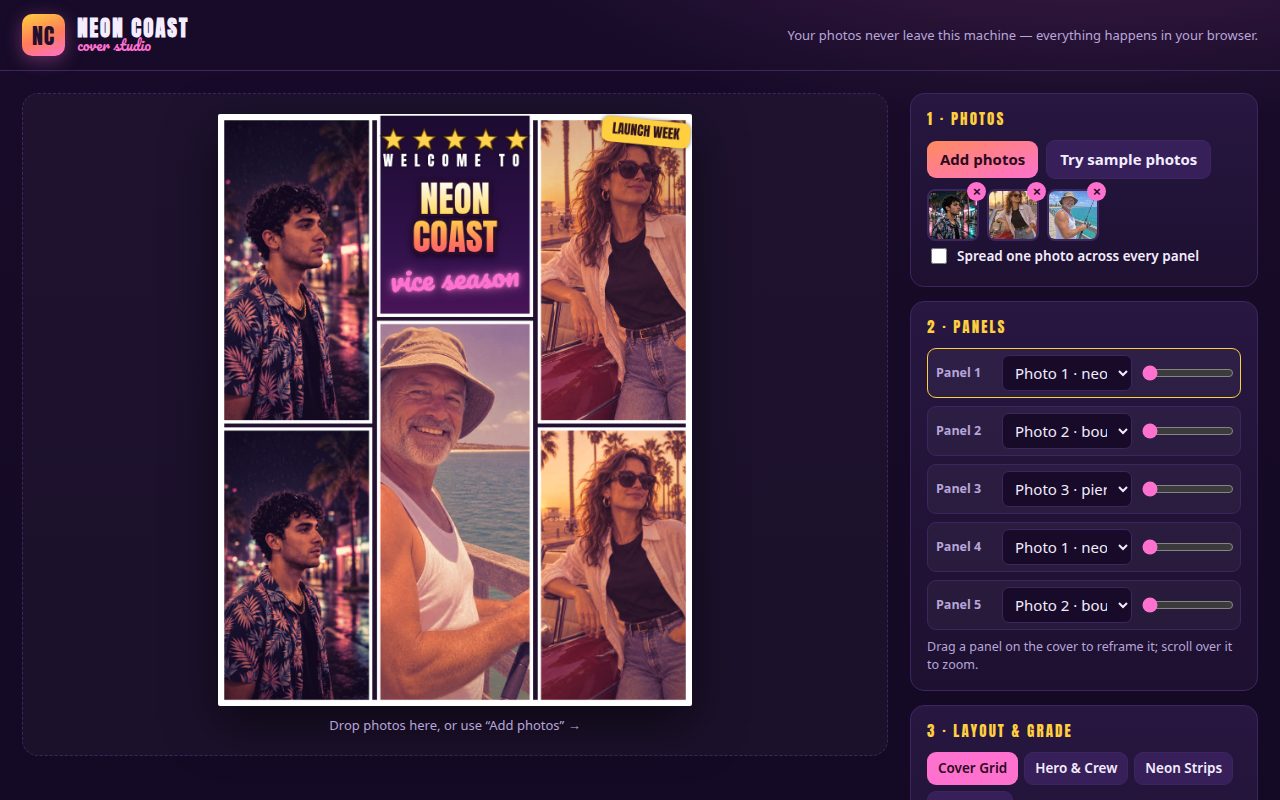 NC
NEON COAST
cover studio
Your photos never leave this machine — everything happens in your browser.
★★★★★
WELCOME TO
NEON
COAST
vice season
LAUNCH WEEK
Drop photos here, or use “Add photos” →
1 · PHOTOS
Add photos
Try sample photos
× × ×
Spread one photo across every panel
2 · PANELS
Panel 1 Photo 1 · neo
Panel 2 Photo 2 · bou
Panel 3 Photo 3 · pier
Panel 4 Photo 1 · neo
Panel 5 Photo 2 · bou
Drag a panel on the cover to reframe it; scroll over it
to zoom.
3 · LAYOUT & GRADE
Cover Grid
Hero & Crew
Neon Strips